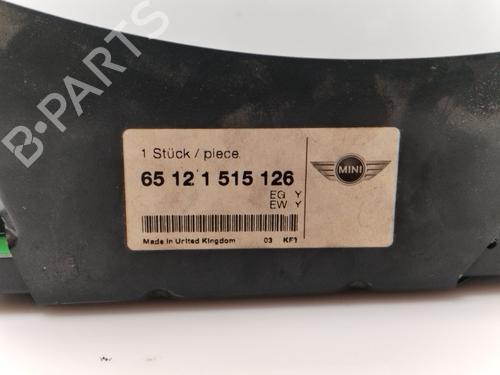 B-PARTS
1 Stück / piece
65 12 1 515 126
MINI
EG Y
EW Y
Made in United Kingdom 03 KF1